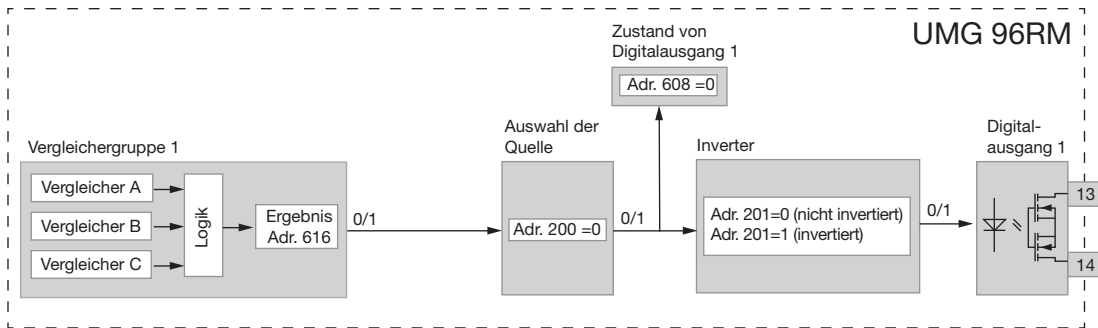 UMG 96RM
Zustand von
Digitalausgang 1
Adr. 608 =0
Vergleichergruppe 1
Vergleicher A
Vergleicher B
Vergleicher C
Logik
Ergebnis
Adr. 616
0/1
Auswahl der
Quelle
Adr. 200 =0
0/1
Inverter
Adr. 201=0 (nicht invertiert)
Adr. 201=1 (invertiert)
0/1
Digital-
ausgang 1
13
14